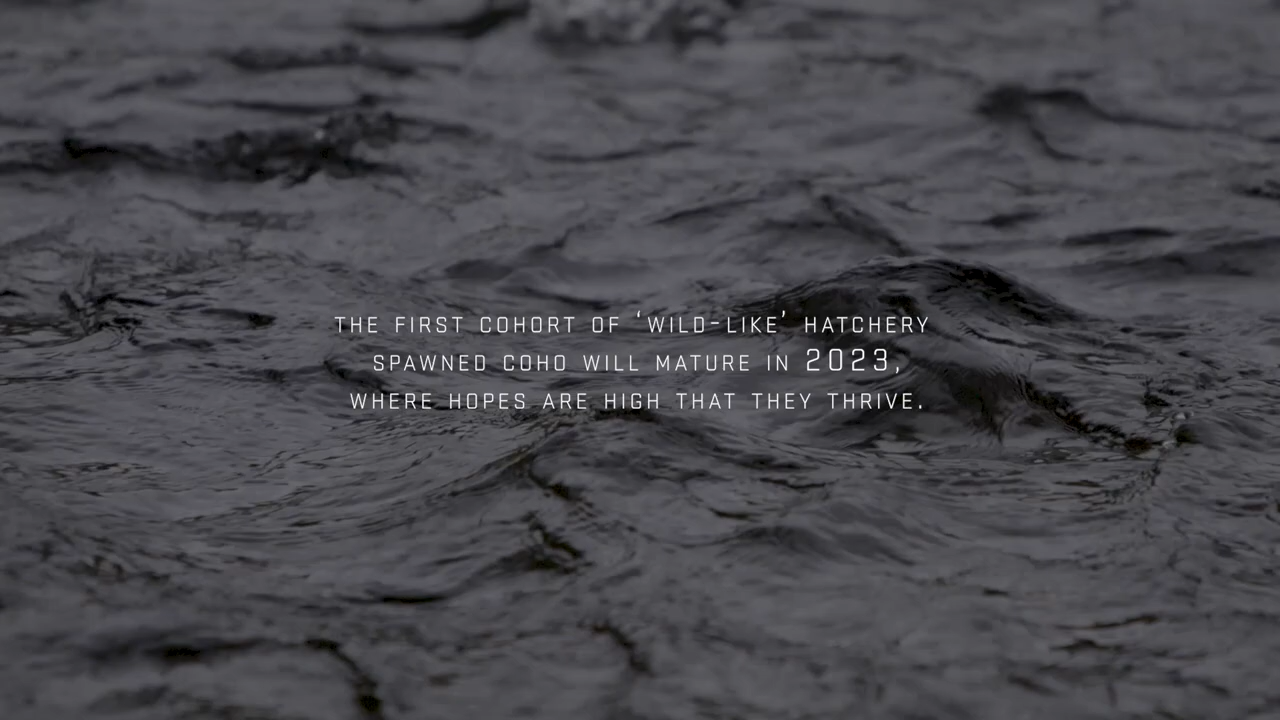 THE FIRST COHORT OF ‘WILD-LIKE’ HATCHERY
SPAWNED COHO WILL MATURE IN 2023,
WHERE HOPES ARE HIGH THAT THEY THRIVE.